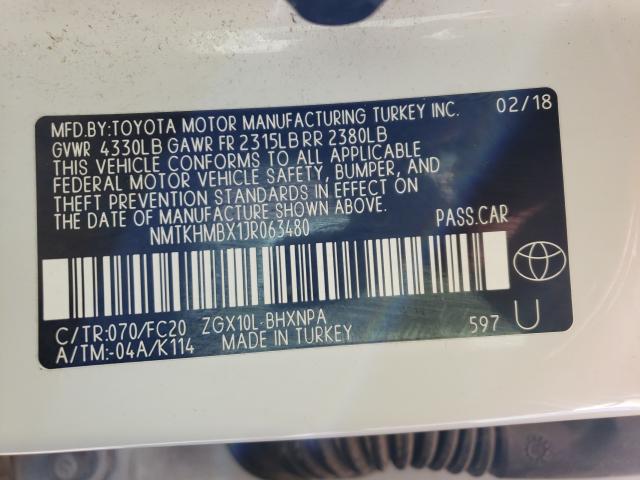 MFD.BY:TOYOTA MOTOR MANUFACTURING TURKEY INC. 02/18
GVWR 4330LB GAWR FR 2315LB RR 2380LB
THIS VEHICLE CONFORMS TO ALL APPLICABLE
FEDERAL MOTOR VEHICLE SAFETY, BUMPER, AND
THEFT PREVENTION STANDARDS IN EFFECT ON
THE DATE OF MANUFACTURE SHOWN ABOVE.
NMTKHMBX1JR063480 PASS.CAR
C/TR:070/FC20 ZGX10L-BHXNPA 597 U
A/TM:-04A/K114 MADE IN TURKEY